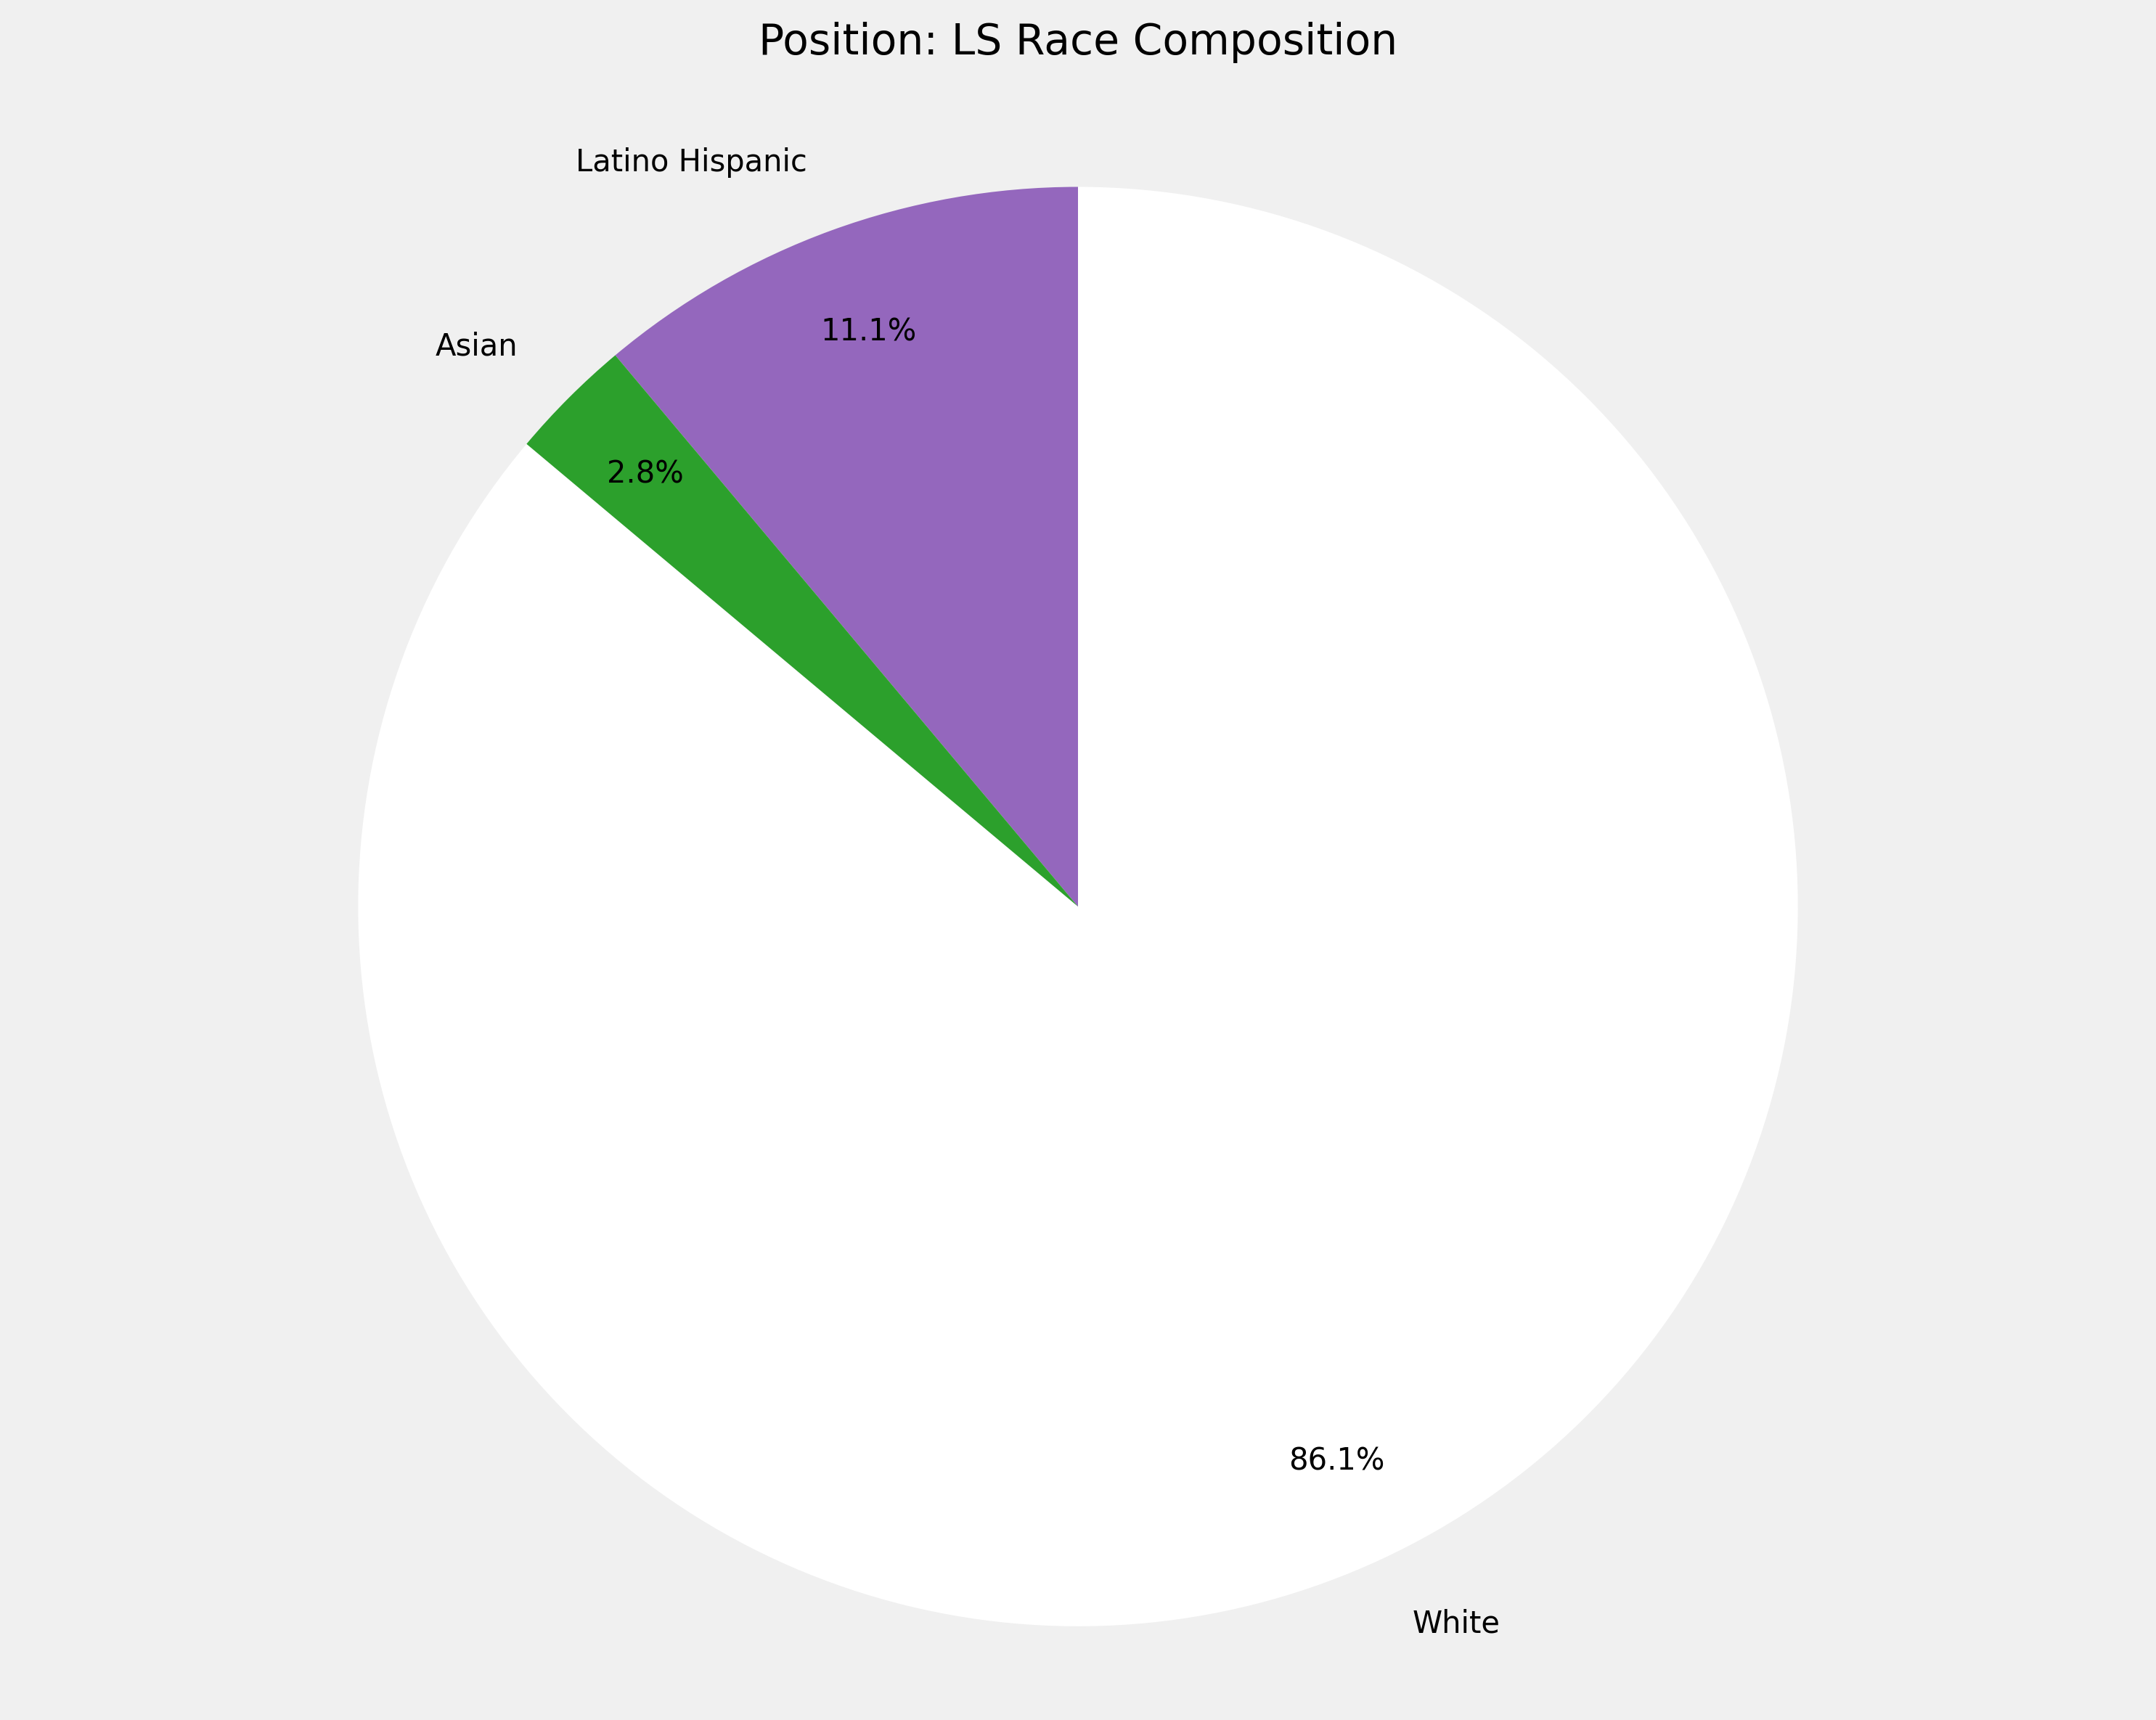 Position: LS Race Composition
Latino Hispanic
11.1%
Asian
2.8%
86.1%
White